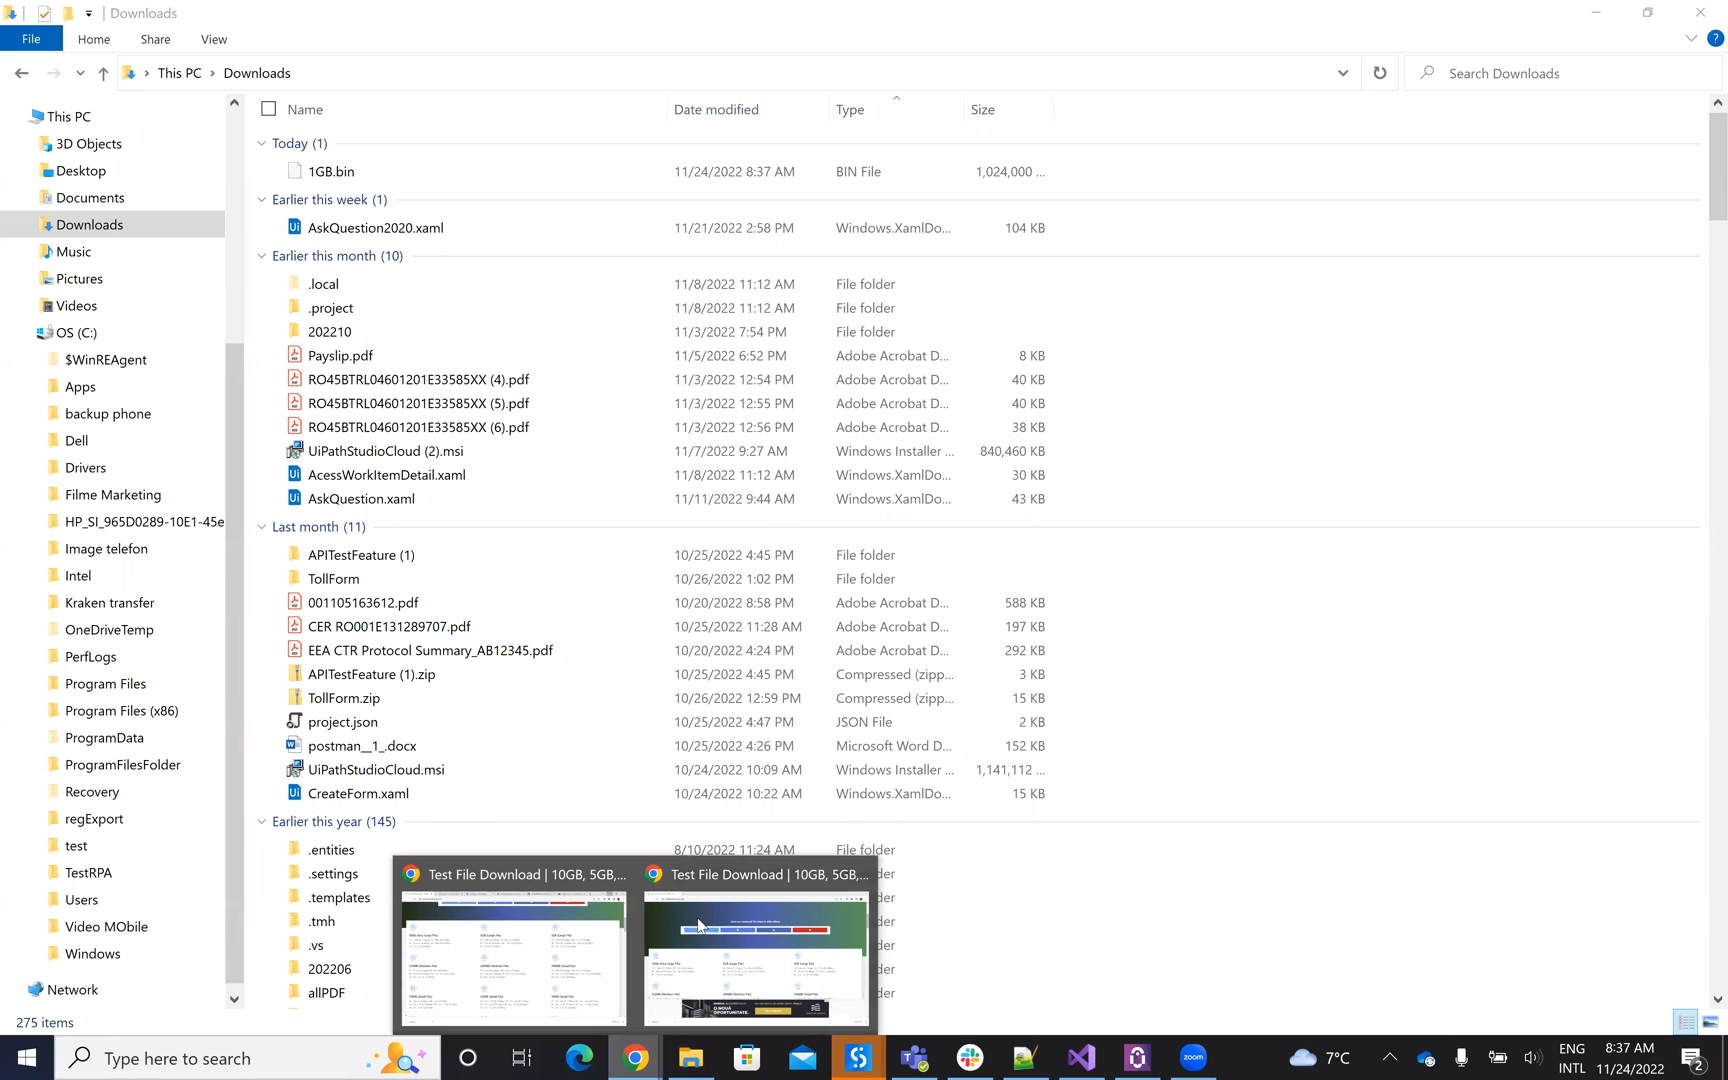 Downloads
File Home Share View
This PC Downloads
Search Downloads
Name Date modified Type Size
This PC
3D Objects
Desktop
Documents
Downloads
Music
Pictures
Videos
OS (C:)
$WinREAgent
Apps
backup phone
Dell
Drivers
Filme Marketing
HP_SI_965D0289-10E1-45e
Image telefon
Intel
Kraken transfer
OneDriveTemp
PerfLogs
Program Files
Program Files (x86)
ProgramData
ProgramFilesFolder
Recovery
regExport
test
TestRPA
Users
Video MObile
Windows
Network
Today (1)
1GB.bin 11/24/2022 8:37 AM BIN File 1,024,000 ...
Earlier this week (1)
AskQuestion2020.xaml 11/21/2022 2:58 PM Windows.XamlDo... 104 KB
Earlier this month (10)
.local 11/8/2022 11:12 AM File folder
.project 11/8/2022 11:12 AM File folder
202210 11/3/2022 7:54 PM File folder
Payslip.pdf 11/5/2022 6:52 PM Adobe Acrobat D... 8 KB
RO45BTRL04601201E33585XX (4).pdf 11/3/2022 12:54 PM Adobe Acrobat D... 40 KB
RO45BTRL04601201E33585XX (5).pdf 11/3/2022 12:55 PM Adobe Acrobat D... 40 KB
RO45BTRL04601201E33585XX (6).pdf 11/3/2022 12:56 PM Adobe Acrobat D... 38 KB
UiPathStudioCloud (2).msi 11/7/2022 9:27 AM Windows Installer ... 840,460 KB
AcessWorkItemDetail.xaml 11/8/2022 11:12 AM Windows.XamlDo... 30 KB
AskQuestion.xaml 11/11/2022 9:44 AM Windows.XamlDo... 43 KB
Last month (11)
APITestFeature (1) 10/25/2022 4:45 PM File folder
TollForm 10/26/2022 1:02 PM File folder
001105163612.pdf 10/20/2022 8:58 PM Adobe Acrobat D... 588 KB
CER RO001E131289707.pdf 10/25/2022 11:28 AM Adobe Acrobat D... 197 KB
EEA CTR Protocol Summary_AB12345.pdf 10/20/2022 4:24 PM Adobe Acrobat D... 292 KB
APITestFeature (1).zip 10/25/2022 4:45 PM Compressed (zipp... 3 KB
TollForm.zip 10/26/2022 12:59 PM Compressed (zipp... 15 KB
project.json 10/25/2022 4:47 PM JSON File 2 KB
postman__1_.docx 10/25/2022 4:26 PM Microsoft Word D... 152 KB
UiPathStudioCloud.msi 10/24/2022 10:09 AM Windows Installer ... 1,141,112 ...
CreateForm.xaml 10/24/2022 10:22 AM Windows.XamlDo... 15 KB
Earlier this year (145)
.entities 8/10/2022 11:24 AM File folder
.settings der
.templates der
.tmh der
.vs der
202206 der
allPDF der
Test File Download | 10GB, 5GB,...
Test File Download | 10GB, 5GB,...
O NOUĂ
OPORTUNITATE.
275 items
Type here to search
zoom
7°C
ENG
INTL
8:37 AM
11/24/2022
2